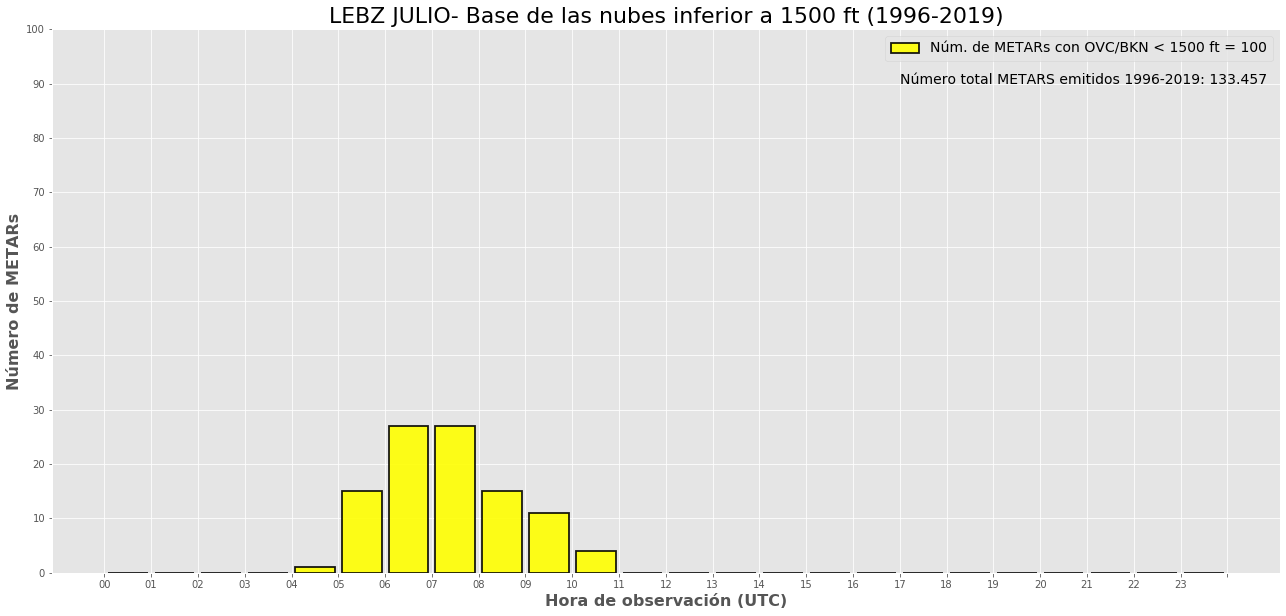 LEBZ JULIO- Base de las nubes inferior a 1500 ft (1996-2019)
Núm. de METARs con OVC/BKN < 1500 ft = 100
Número total METARS emitidos 1996-2019: 133.457
Número de METARs
100
90
80
70
60
50
40
30
20
10
0
00 01 02 03 04 05 06 07 08 09 10 11 12 13 14 15 16 17 18 19 20 21 22 23
Hora de observación (UTC)